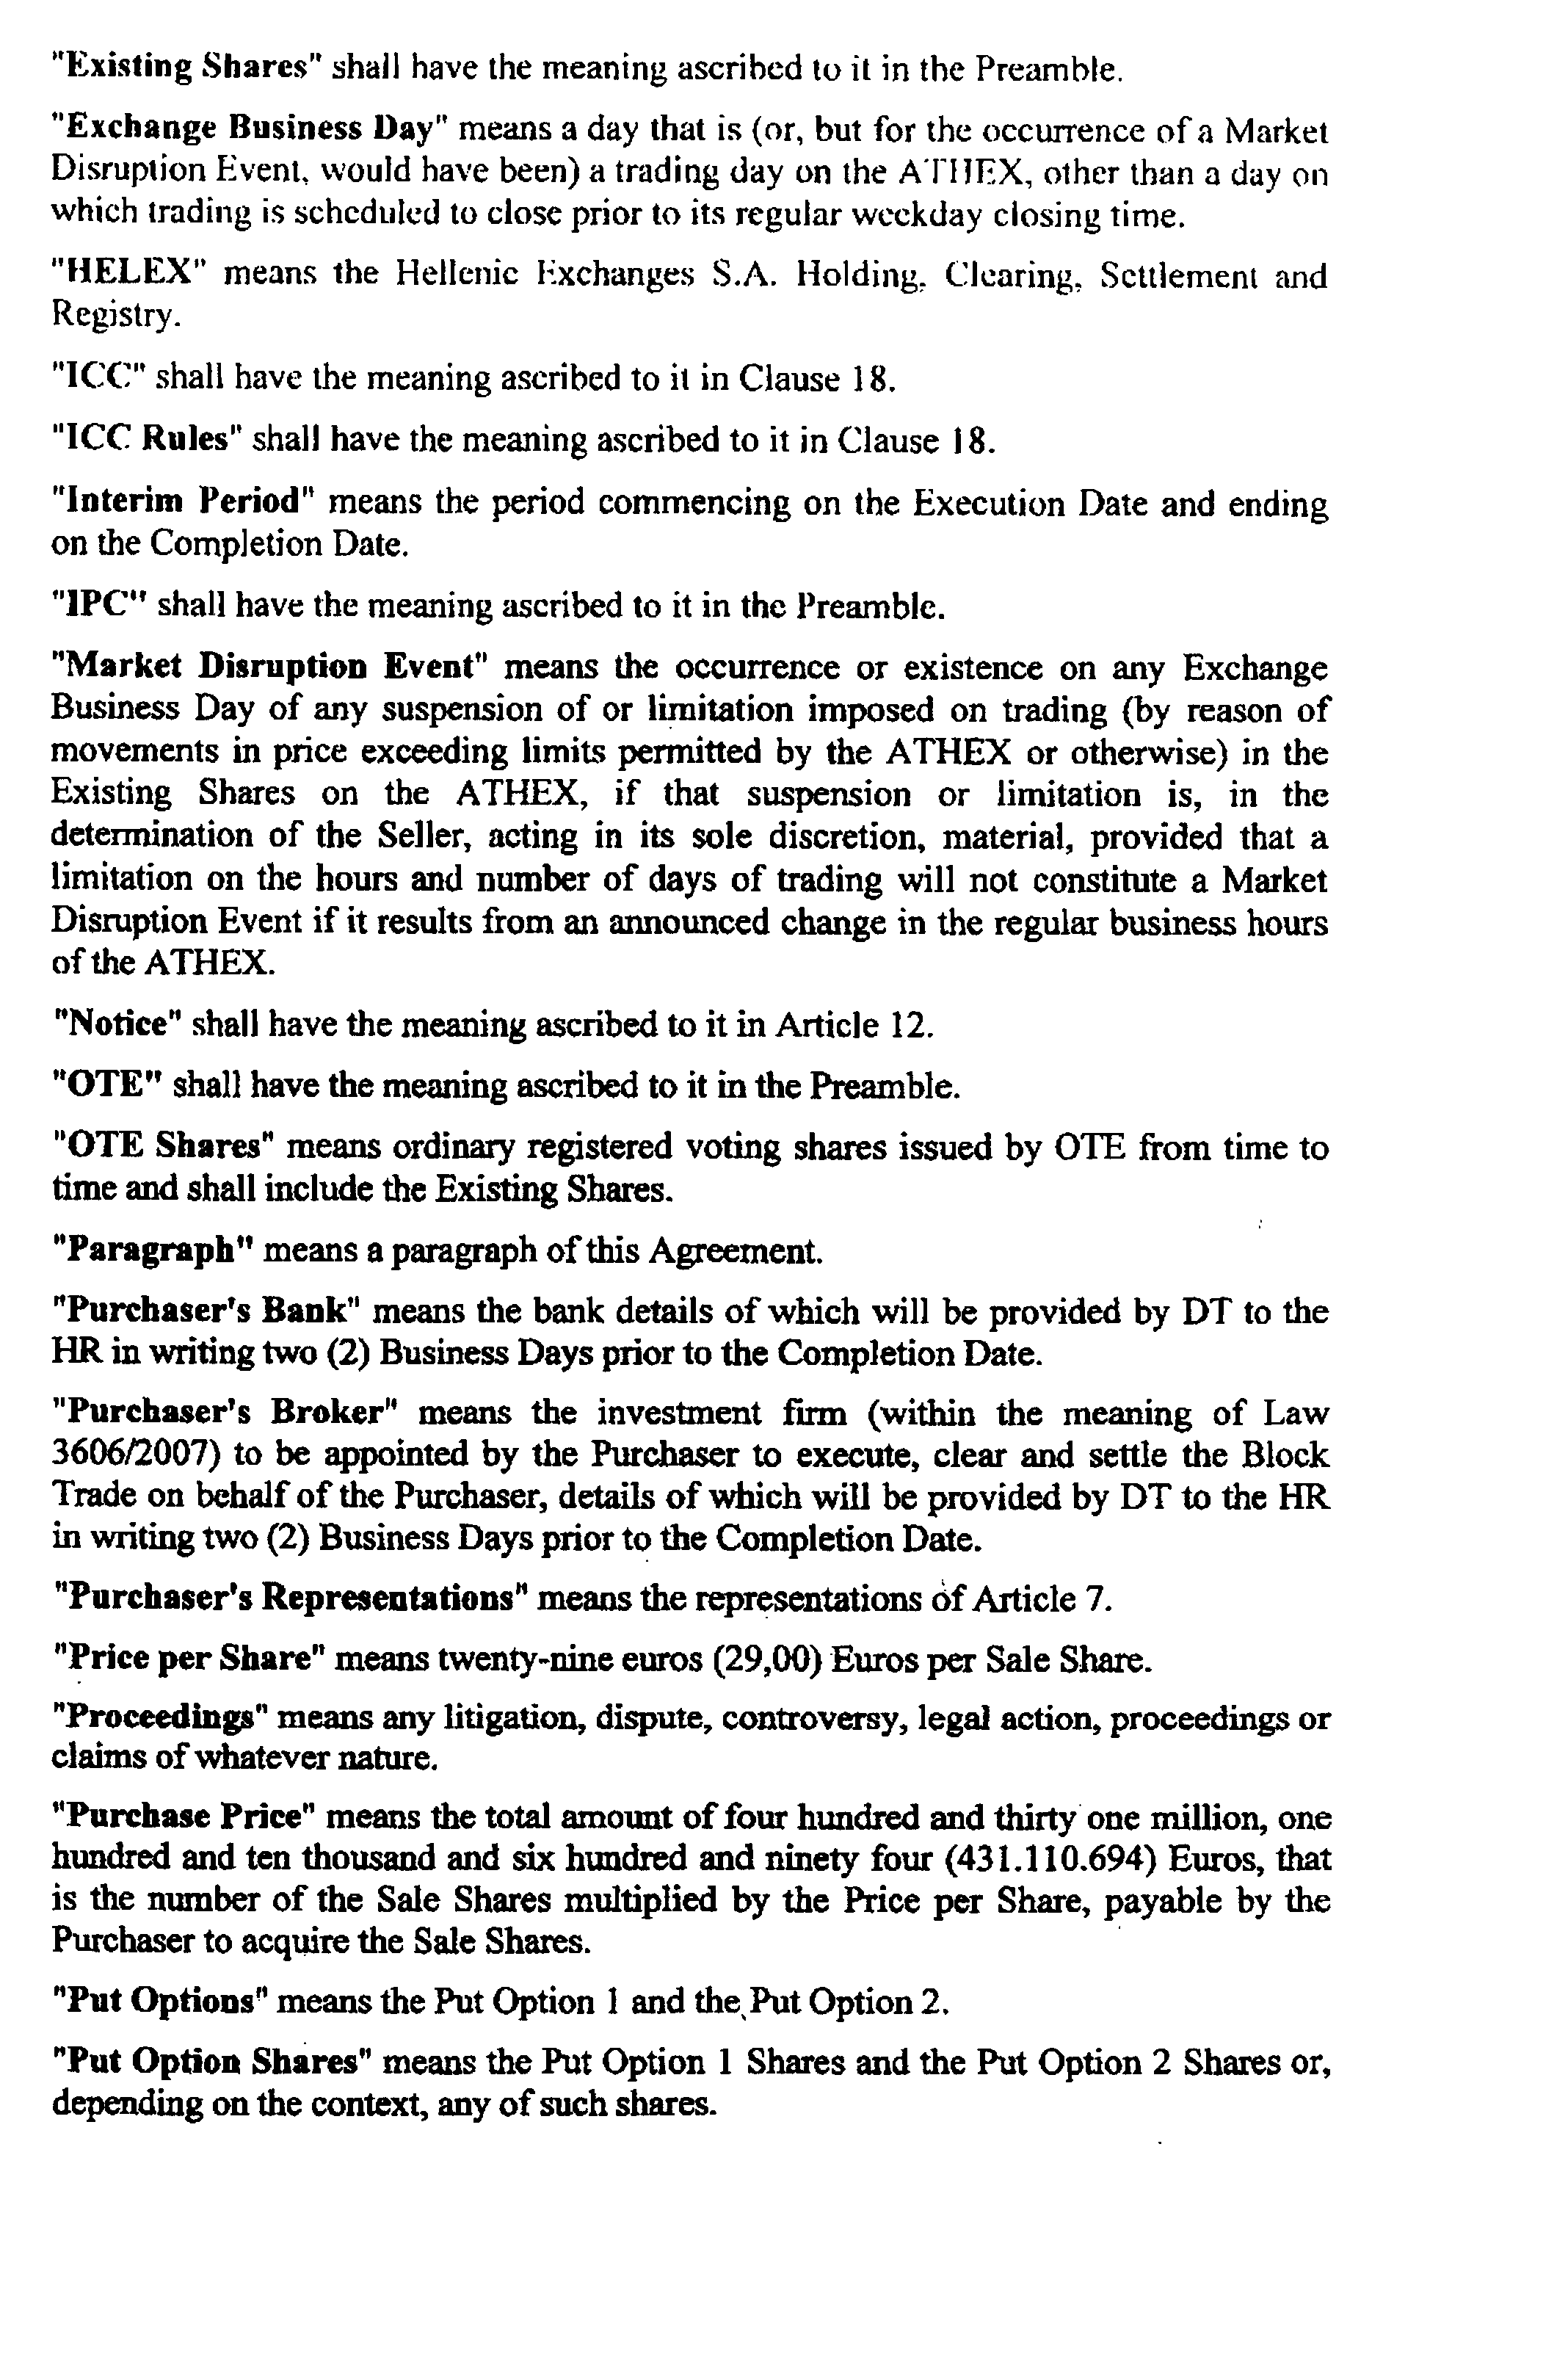 "Existing Shares" shall have the meaning ascribed to it in the Preamble.
"Exchange Business Day" means a day that is (or, but for the occurrence of a Market
Disruption Event, would have been) a trading day on the ATHEX, other than a day on
which trading is scheduled to close prior to its regular weekday closing time.
"HELEX" means the Hellenic Exchanges S.A. Holding, Clearing, Settlement and
Registry.
"ICC" shall have the meaning ascribed to it in Clause 18.
"ICC Rules" shall have the meaning ascribed to it in Clause 18.
"Interim Period" means the period commencing on the Execution Date and ending
on the Completion Date.
"IPC" shall have the meaning ascribed to it in the Preamble.
"Market Disruption Event" means the occurrence or existence on any Exchange
Business Day of any suspension of or limitation imposed on trading (by reason of
movements in price exceeding limits permitted by the ATHEX or otherwise) in the
Existing Shares on the ATHEX, if that suspension or limitation is, in the
determination of the Seller, acting in its sole discretion, material, provided that a
limitation on the hours and number of days of trading will not constitute a Market
Disruption Event if it results from an announced change in the regular business hours
of the ATHEX.
"Notice" shall have the meaning ascribed to it in Article 12.
"OTE" shall have the meaning ascribed to it in the Preamble.
"OTE Shares" means ordinary registered voting shares issued by OTE from time to
time and shall include the Existing Shares.
"Paragraph" means a paragraph of this Agreement.
"Purchaser's Bank" means the bank details of which will be provided by DT to the
HR in writing two (2) Business Days prior to the Completion Date.
"Purchaser's Broker" means the investment firm (within the meaning of Law
3606/2007) to be appointed by the Purchaser to execute, clear and settle the Block
Trade on behalf of the Purchaser, details of which will be provided by DT to the HR
in writing two (2) Business Days prior to the Completion Date.
"Purchaser's Representations" means the representations of Article 7.
"Price per Share" means twenty-nine euros (29,00) Euros per Sale Share.
"Proceedings" means any litigation, dispute, controversy, legal action, proceedings or
claims of whatever nature.
"Purchase Price" means the total amount of four hundred and thirty one million, one
hundred and ten thousand and six hundred and ninety four (431.110.694) Euros, that
is the number of the Sale Shares multiplied by the Price per Share, payable by the
Purchaser to acquire the Sale Shares.
"Put Options" means the Put Option 1 and the Put Option 2.
"Put Option Shares" means the Put Option 1 Shares and the Put Option 2 Shares or,
depending on the context, any of such shares.